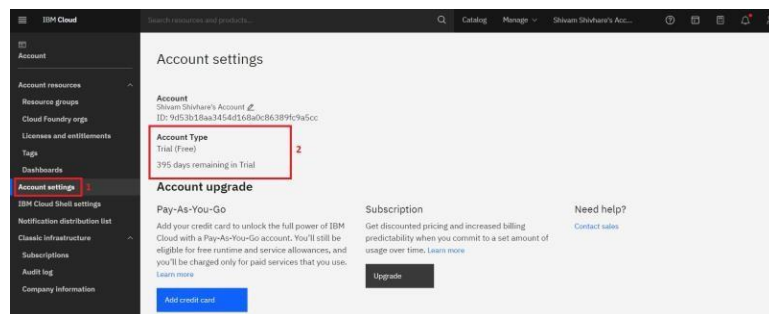 IBM Cloud
Search resources and products...
Catalog
Manage
Shivam Shivhare's Acc...
Account
Account resources
Resource groups
Cloud Foundry orgs
Licenses and entitlements
Tags
Dashboards
Account settings 1
IBM Cloud Shell settings
Notification distribution list
Classic infrastructure
Subscriptions
Audit log
Company information
Account settings
Account
Shivam Shivhare's Account
ID: 9d53b18aa3454d168a0c86389fc9a5cc
Account Type
Trial (Free)
2
395 days remaining in Trial
Account upgrade
Pay-As-You-Go
Add your credit card to unlock the full power of IBM
Cloud with a Pay-As-You-Go account. You'll still be
eligible for free runtime and service allowances, and
you'll be charged only for paid services that you use.
Learn more
Add credit card
Subscription
Get discounted pricing and increased billing
predictability when you commit to a set amount of
usage over time. Learn more
Upgrade
Need help?
Contact sales